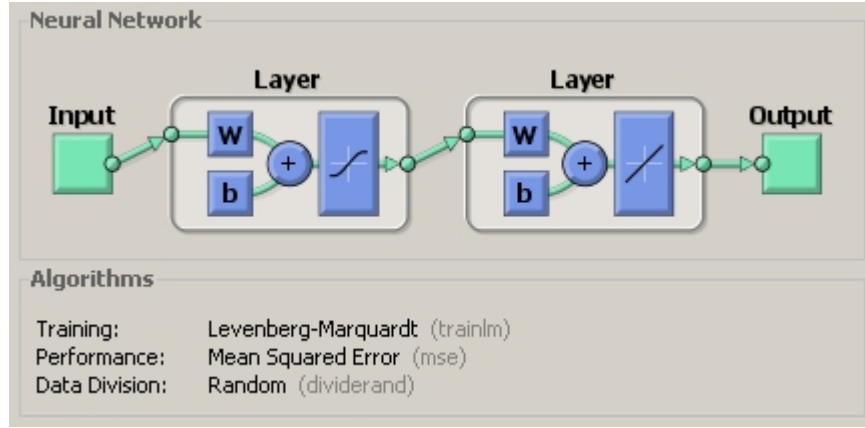 Neural Network
Layer
Layer
Input
Output
W
W
+
+
b
b
Algorithms
Training: Levenberg-Marquardt (trainlm)
Performance: Mean Squared Error (mse)
Data Division: Random (dividerand)